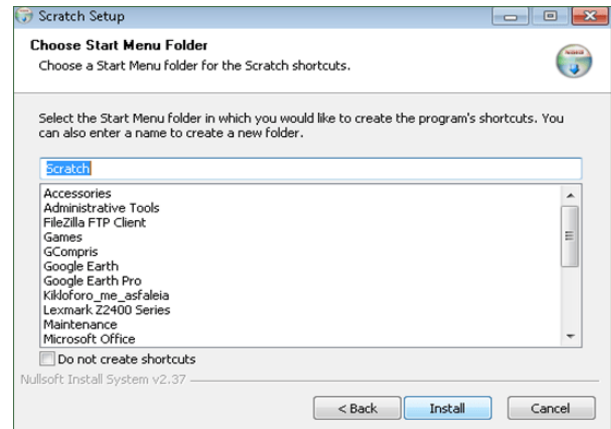 Scratch Setup
Choose Start Menu Folder
Choose a Start Menu folder for the Scratch shortcuts.
Select the Start Menu folder in which you would like to create the program's shortcuts. You
can also enter a name to create a new folder.
Scratch
Accessories
Administrative Tools
FileZilla FTP Client
Games
GCompris
Google Earth
Google Earth Pro
Kikloforo_me_asfaleia
Lexmark Z2400 Series
Maintenance
Microsoft Office
Do not create shortcuts
Nullsoft Install System v2.37
< Back Install Cancel